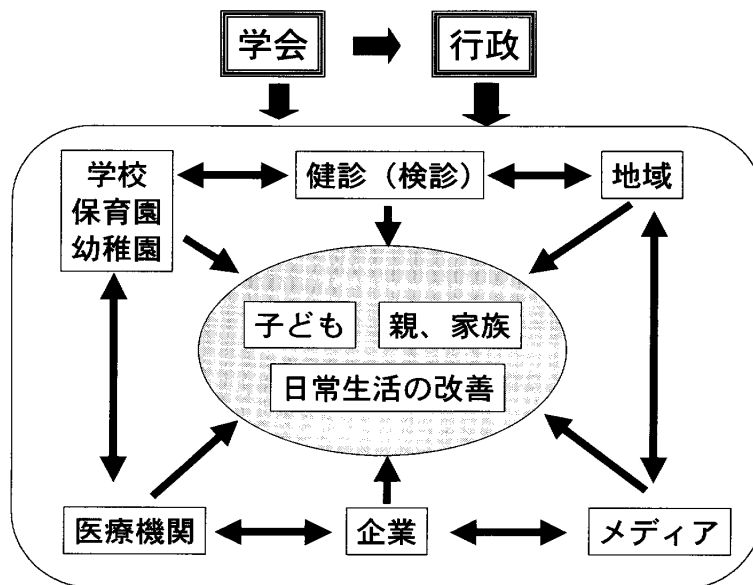 学会
行政
学校
保育園
幼稚園
健診（検診）
地域
子ども
親、家族
日常生活の改善
医療機関
企業
メディア